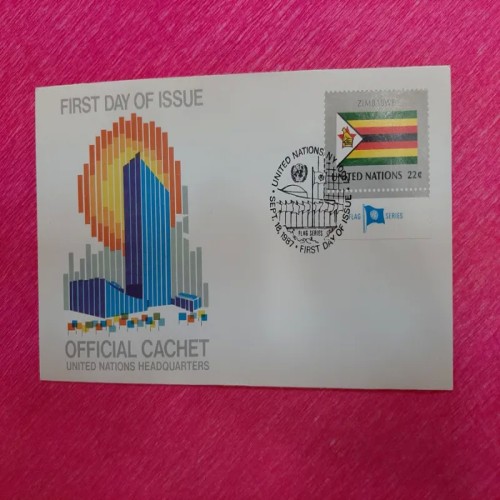 FIRST DAY OF ISSUE
ZIMBABWE
UNITED NATIONS 22¢
UNITED NATIONS, NY
SEPT. 18, 1987 • FIRST DAY OF ISSUE •
FLAG SERIES
FLAG SERIES
OFFICIAL CACHET
UNITED NATIONS HEADQUARTERS